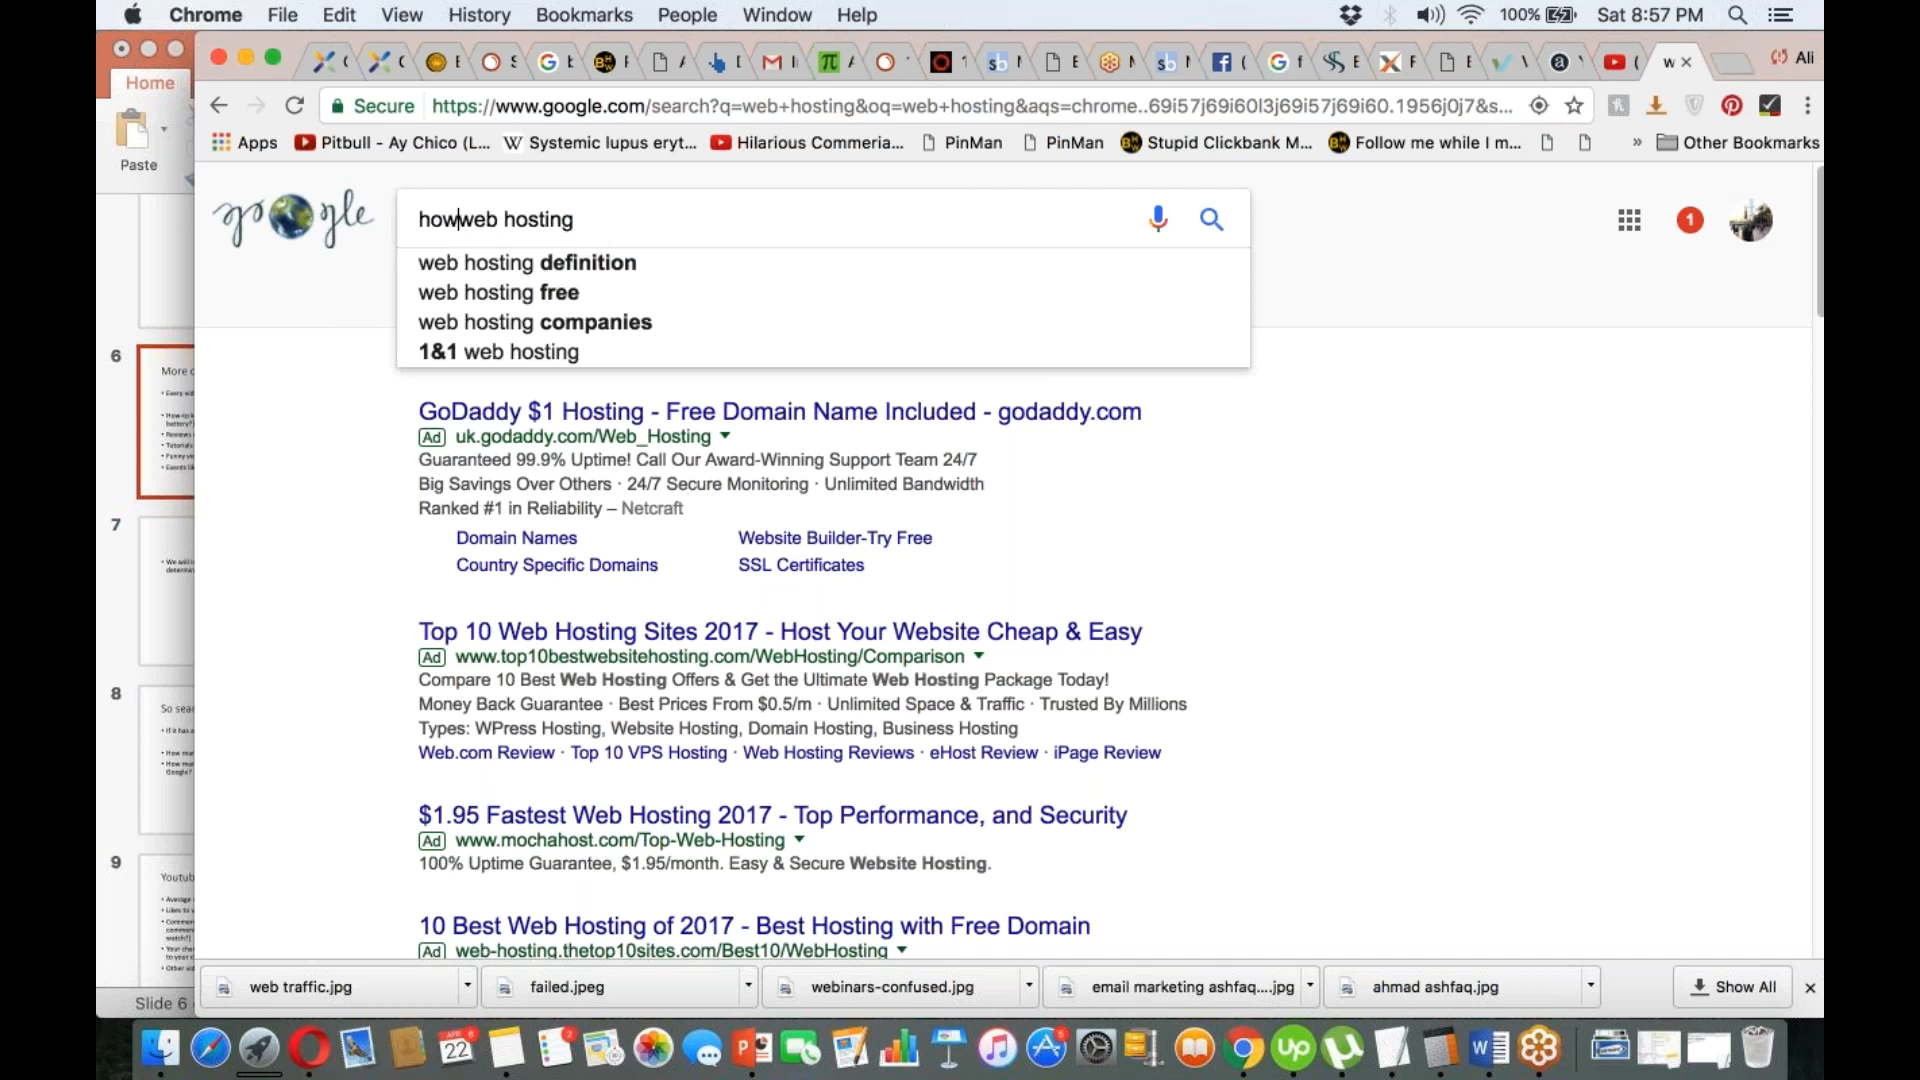 Chrome File Edit View History Bookmarks People Window Help 100% Sat 8:57 PM
Home
Paste
Ali
Secure https://www.google.com/search?q=web+hosting&oq=web+hosting&aqs=chrome..69i57j69i60l3j69i57j69i60.1956j0j7&s...
Apps Pitbull - Ay Chico (L... Systemic lupus eryt... Hilarious Commeria... PinMan PinMan Stupid Clickbank M... Follow me while I m... » Other Bookmarks
google
howweb hosting
1
web hosting definition
web hosting free
web hosting companies
1&1 web hosting
GoDaddy $1 Hosting - Free Domain Name Included - godaddy.com
Ad uk.godaddy.com/Web_Hosting
Guaranteed 99.9% Uptime! Call Our Award-Winning Support Team 24/7
Big Savings Over Others · 24/7 Secure Monitoring · Unlimited Bandwidth
Ranked #1 in Reliability – Netcraft
Domain Names Website Builder-Try Free
Country Specific Domains SSL Certificates
Top 10 Web Hosting Sites 2017 - Host Your Website Cheap & Easy
Ad www.top10bestwebsitehosting.com/WebHosting/Comparison
Compare 10 Best Web Hosting Offers & Get the Ultimate Web Hosting Package Today!
Money Back Guarantee · Best Prices From $0.5/m · Unlimited Space & Traffic · Trusted By Millions
Types: WPress Hosting, Website Hosting, Domain Hosting, Business Hosting
Web.com Review · Top 10 VPS Hosting · Web Hosting Reviews · eHost Review · iPage Review
$1.95 Fastest Web Hosting 2017 - Top Performance, and Security
Ad www.mochahost.com/Top-Web-Hosting
100% Uptime Guarantee, $1.95/month. Easy & Secure Website Hosting.
10 Best Web Hosting of 2017 - Best Hosting with Free Domain
Ad web-hosting.thetop10sites.com/Best10/WebHosting
6
More
7
8
So sear
9
Youtub
web traffic.jpg failed.jpeg webinars-confused.jpg email marketing ashfaq....jpg ahmad ashfaq.jpg Show All
Slide 6
22